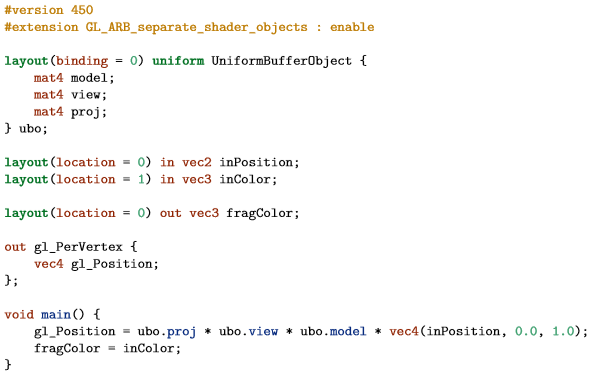 #version 450
#extension GL_ARB_separate_shader_objects : enable
layout(binding = 0) uniform UniformBufferObject {
    mat4 model;
    mat4 view;
    mat4 proj;
} ubo;
layout(location = 0) in vec2 inPosition;
layout(location = 1) in vec3 inColor;
layout(location = 0) out vec3 fragColor;
out gl_PerVertex {
    vec4 gl_Position;
};
void main() {
    gl_Position = ubo.proj * ubo.view * ubo.model * vec4(inPosition, 0.0, 1.0);
    fragColor = inColor;
}